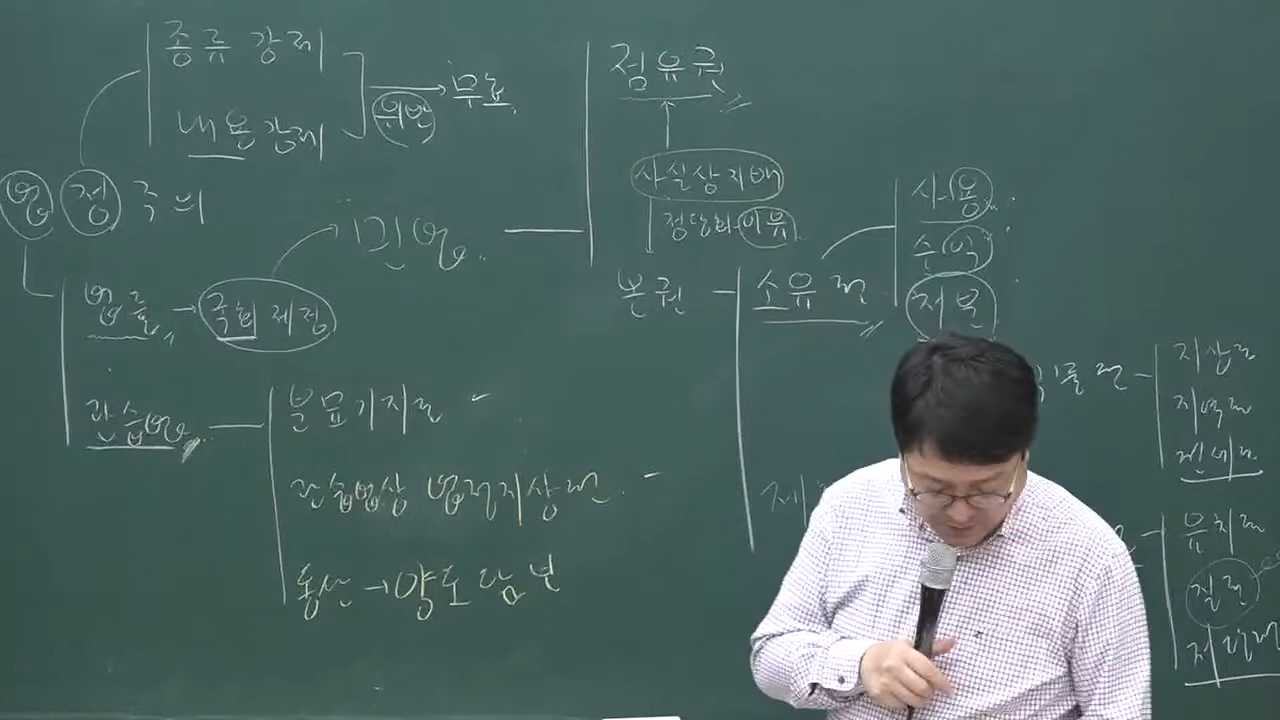 종류 강제
내용 강제
위반
무효
법 정 주의
법률 → 국회 제정
민법
관습법
분묘기지권
관습법상 법정지상권
동산 → 양도담보
점유권
사실상 지배
정당화 이유
본권
소유권
사용
수익
처분
제
물권
지상권
지역권
전세권
유치권
질권
저당권